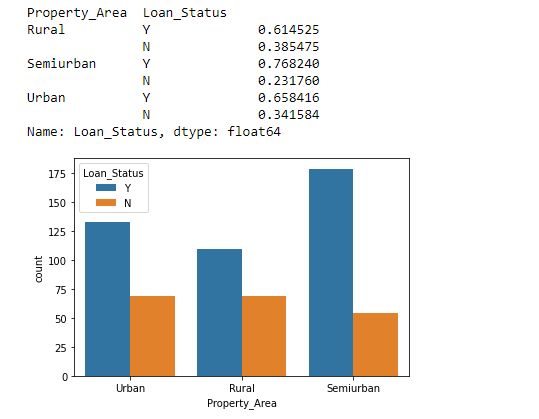 Property_Area  Loan_Status
Rural          Y              0.614525
               N              0.385475
Semiurban      Y              0.768240
               N              0.231760
Urban          Y              0.658416
               N              0.341584
Name: Loan_Status, dtype: float64
Loan_Status
Y
N
175
150
125
100
75
50
25
0
count
Urban Rural Semiurban
Property_Area